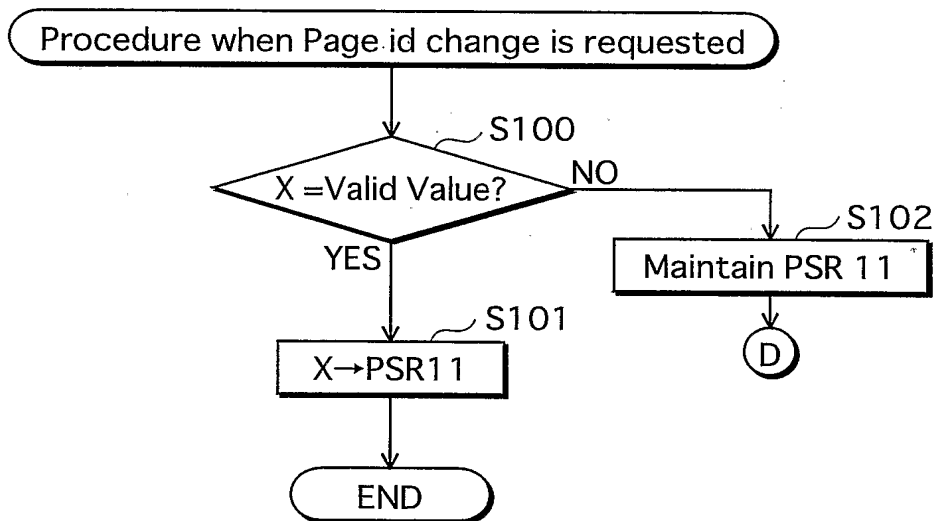 Procedure when Page id change is requested
S100
X =Valid Value?
NO
YES
S102
Maintain PSR 11
S101
X→PSR11
D
END